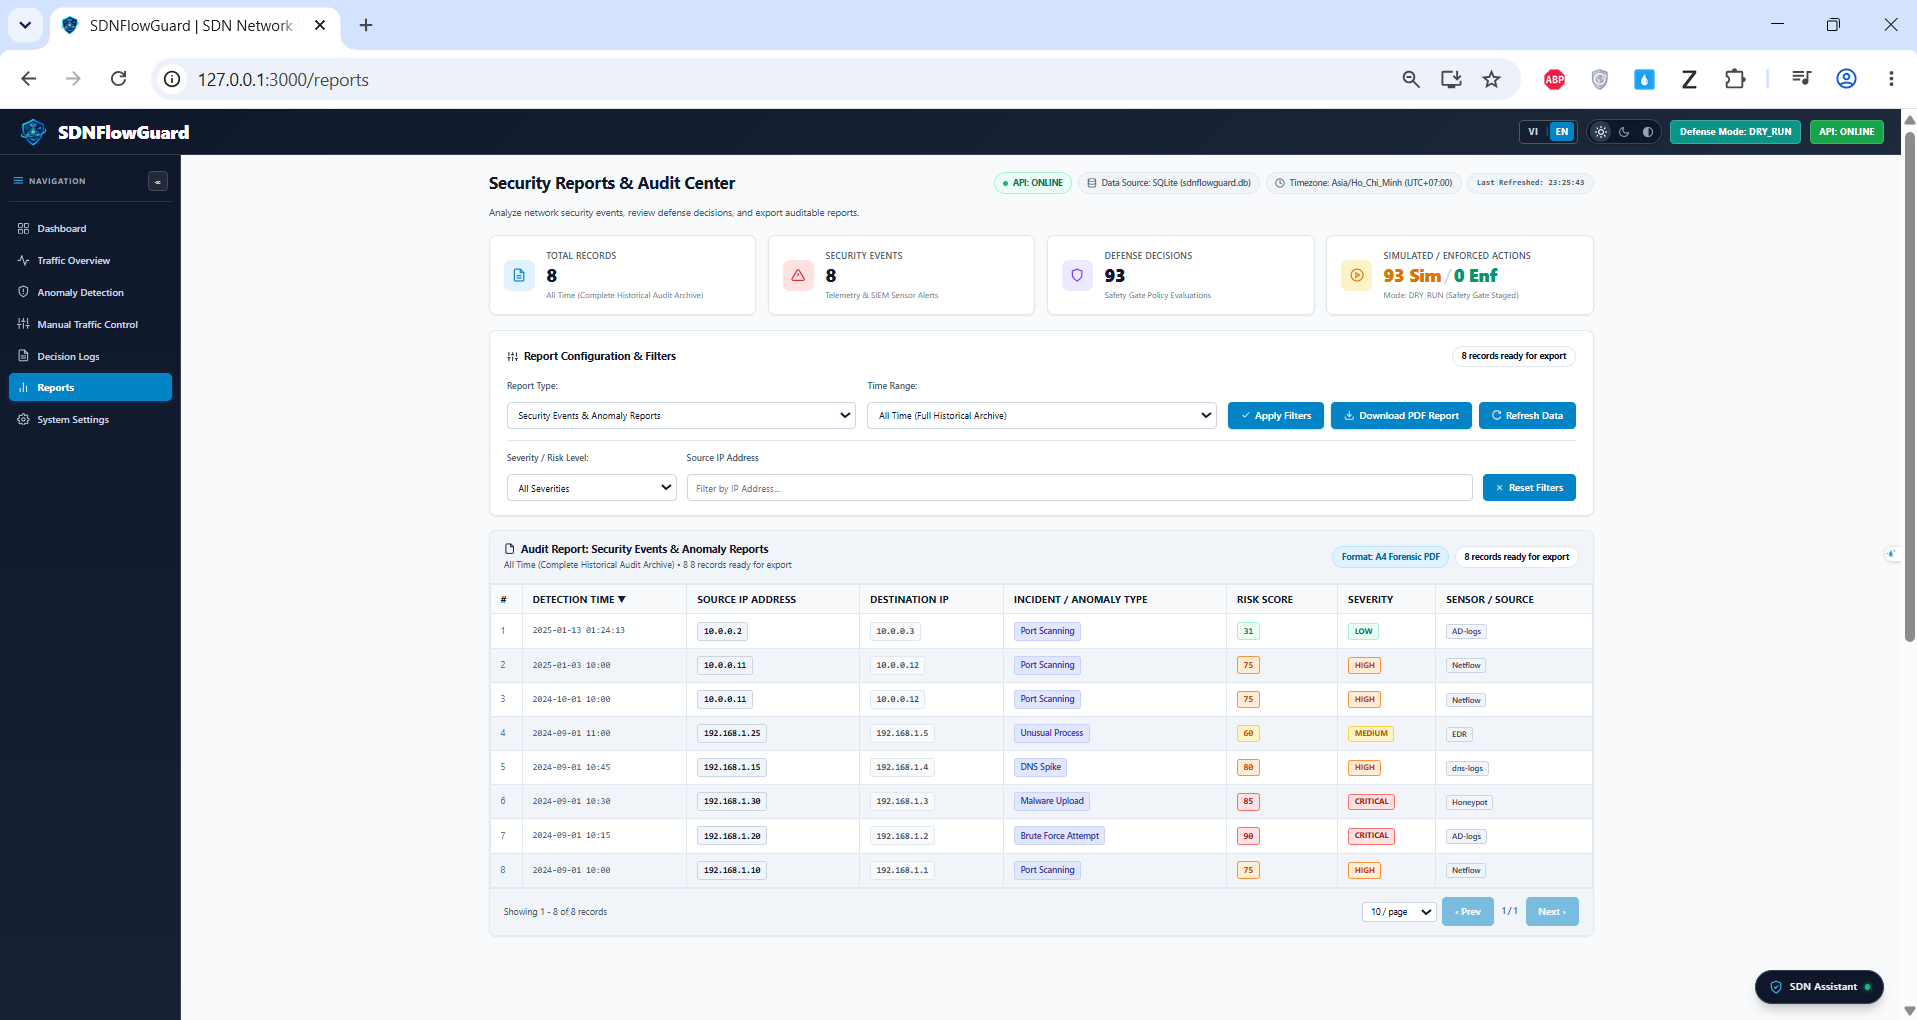 SDNFlowGuard | SDN Network
127.0.0.1:3000/reports
ABP
Z
SDNFlowGuard
VI EN
Defense Mode: DRY_RUN
API: ONLINE
NAVIGATION
«
Dashboard
Traffic Overview
Anomaly Detection
Manual Traffic Control
Decision Logs
Reports
System Settings
Security Reports & Audit Center
API: ONLINE
Data Source: SQLite (sdnflowguard.db)
Timezone: Asia/Ho_Chi_Minh (UTC+07:00)
Last Refreshed: 23:25:43
Analyze network security events, review defense decisions, and export auditable reports.
TOTAL RECORDS
8
All Time (Complete Historical Audit Archive)
SECURITY EVENTS
8
Telemetry & SIEM Sensor Alerts
DEFENSE DECISIONS
93
Safety Gate Policy Evaluations
SIMULATED / ENFORCED ACTIONS
93 Sim / 0 Enf
Mode: DRY_RUN (Safety Gate Staged)
Report Configuration & Filters
8 records ready for export
Report Type:
Time Range:
Security Events & Anomaly Reports
All Time (Full Historical Archive)
Apply Filters
Download PDF Report
Refresh Data
Severity / Risk Level:
Source IP Address
All Severities
Filter by IP Address...
× Reset Filters
Audit Report: Security Events & Anomaly Reports
All Time (Complete Historical Audit Archive) • 8 8 records ready for export
Format: A4 Forensic PDF
8 records ready for export
# DETECTION TIME ▼ SOURCE IP ADDRESS DESTINATION IP INCIDENT / ANOMALY TYPE RISK SCORE SEVERITY SENSOR / SOURCE
1 2025-01-13 01:24:13 10.0.0.2 10.0.0.3 Port Scanning 31 LOW AD-logs
2 2025-01-03 10:00 10.0.0.11 10.0.0.12 Port Scanning 75 HIGH Netflow
3 2024-10-01 10:00 10.0.0.11 10.0.0.12 Port Scanning 75 HIGH Netflow
4 2024-09-01 11:00 192.168.1.25 192.168.1.5 Unusual Process 60 MEDIUM EDR
5 2024-09-01 10:45 192.168.1.15 192.168.1.4 DNS Spike 80 HIGH dns-logs
6 2024-09-01 10:30 192.168.1.30 192.168.1.3 Malware Upload 85 CRITICAL Honeypot
7 2024-09-01 10:15 192.168.1.20 192.168.1.2 Brute Force Attempt 90 CRITICAL AD-logs
8 2024-09-01 10:00 192.168.1.10 192.168.1.1 Port Scanning 75 HIGH Netflow
Showing 1 - 8 of 8 records
10 / page
‹ Prev
1 / 1
Next ›
SDN Assistant